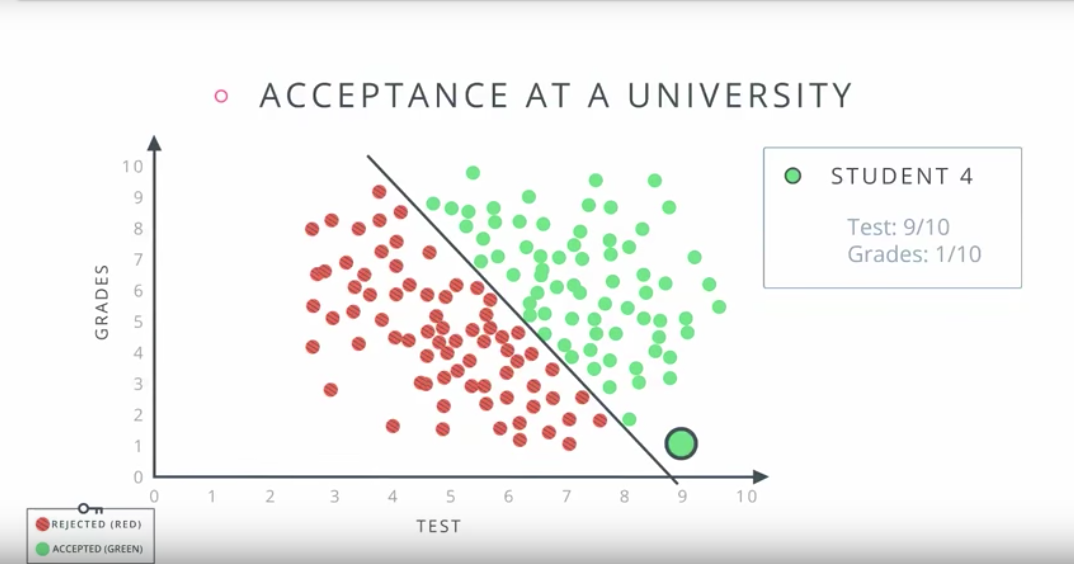 ACCEPTANCE AT A UNIVERSITY
STUDENT 4
Test: 9/10
Grades: 1/10
GRADES
10
9
8
7
6
5
4
3
2
1
0
0 1 2 3 4 5 6 7 8 9 10
TEST
REJECTED (RED)
ACCEPTED (GREEN)